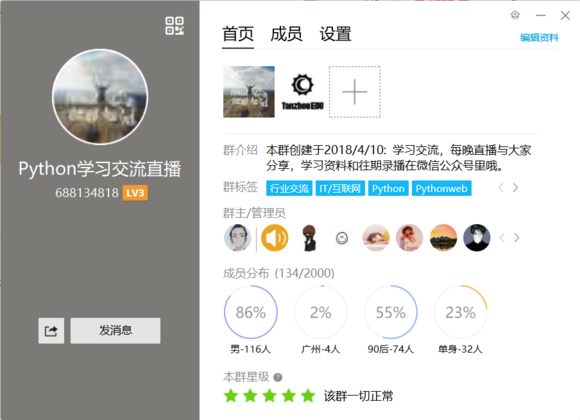 首页 成员 设置
编辑资料
Tanzhou EDU
Python学习交流直播
688134818 LV3
发消息
群介绍 本群创建于2018/4/10: 学习交流，每晚直播与大家
分享，学习资料和往期录播在微信公众号里哦。
群标签 行业交流 IT/互联网 Python Pythonweb
群主/管理员
成员分布 (134/2000)
86% 2% 55% 23%
男-116人 广州-4人 90后-74人 单身-32人
本群星级
该群一切正常